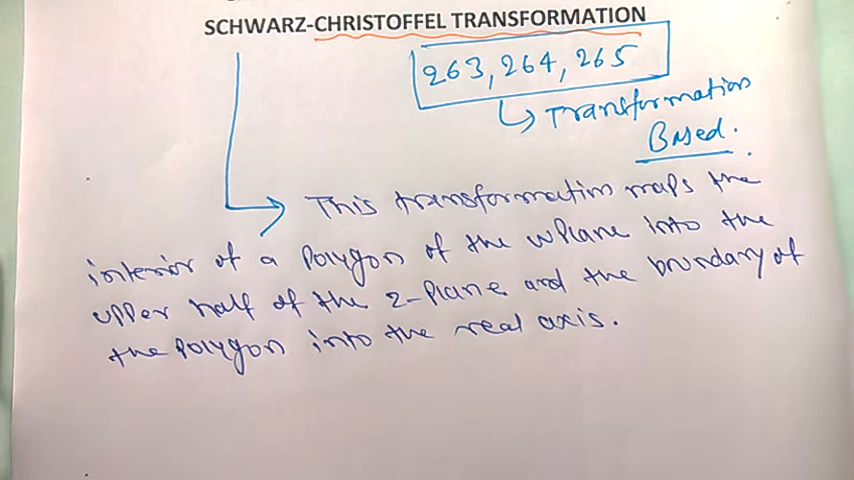 SCHWARZ-CHRISTOFFEL TRANSFORMATION
263, 264, 265
Transformation
Based.
This transformation maps the
interior of a polygon of the w plane into the
upper half of the z-plane and the boundary of
the polygon into the real axis.